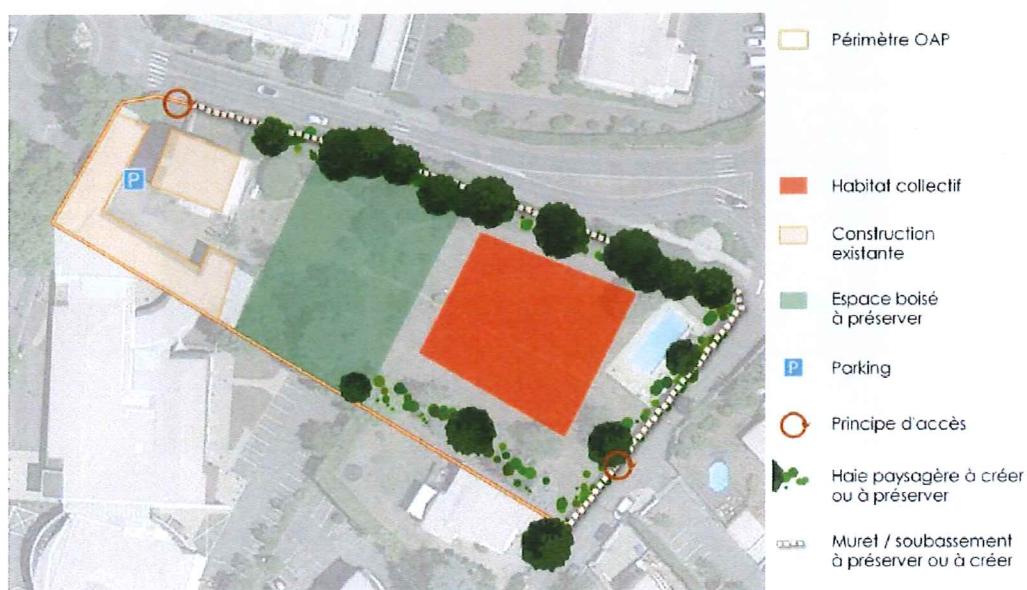 Périmètre OAP
Habitat collectif
Construction
existante
Espace boisé
à préserver
P
P Parking
Principe d'accès
Haie paysagère à créer
ou à préserver
Muret / soubassement
à préserver ou à créer